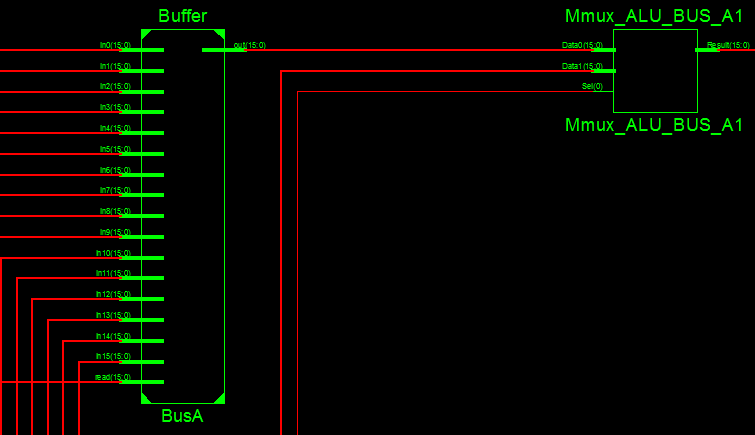 Buffer
In0(15:0)
In1(15:0)
In2(15:0)
In3(15:0)
In4(15:0)
In5(15:0)
In6(15:0)
In7(15:0)
In8(15:0)
In9(15:0)
In10(15:0)
In11(15:0)
In12(15:0)
In13(15:0)
In14(15:0)
In15(15:0)
read(15:0)
out(15:0)
BusA
Mmux_ALU_BUS_A1
Data0(15:0)
Data1(15:0)
Sel(0)
Result(15:0)
Mmux_ALU_BUS_A1